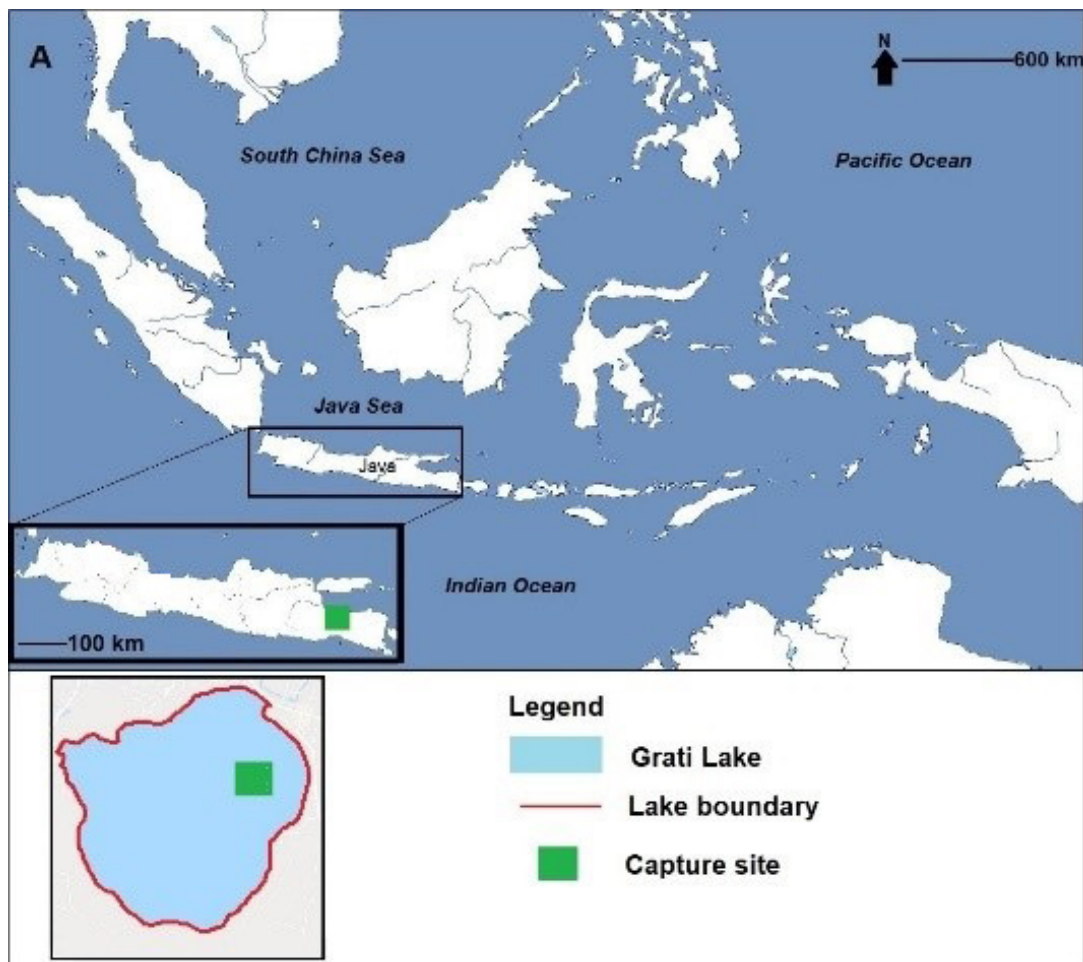 A
N
600 km
South China Sea
Pacific Ocean
Java Sea
Java
Indian Ocean
100 km
Legend
Grati Lake
Lake boundary
Capture site